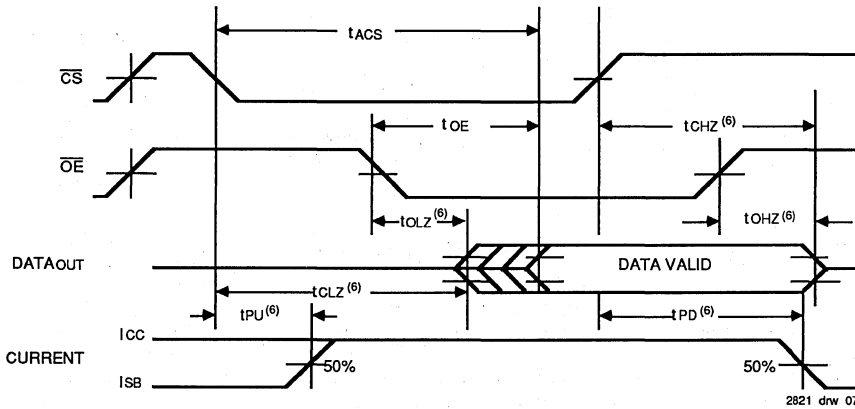 tACS
CS
tOE
tCHZ (6)
OE
tOLZ (6)
tOHZ (6)
DATAOUT
DATA VALID
tCLZ (6)
tPU (6)
tPD (6)
ICC
CURRENT
50%
50%
ISB
2821 drw 07